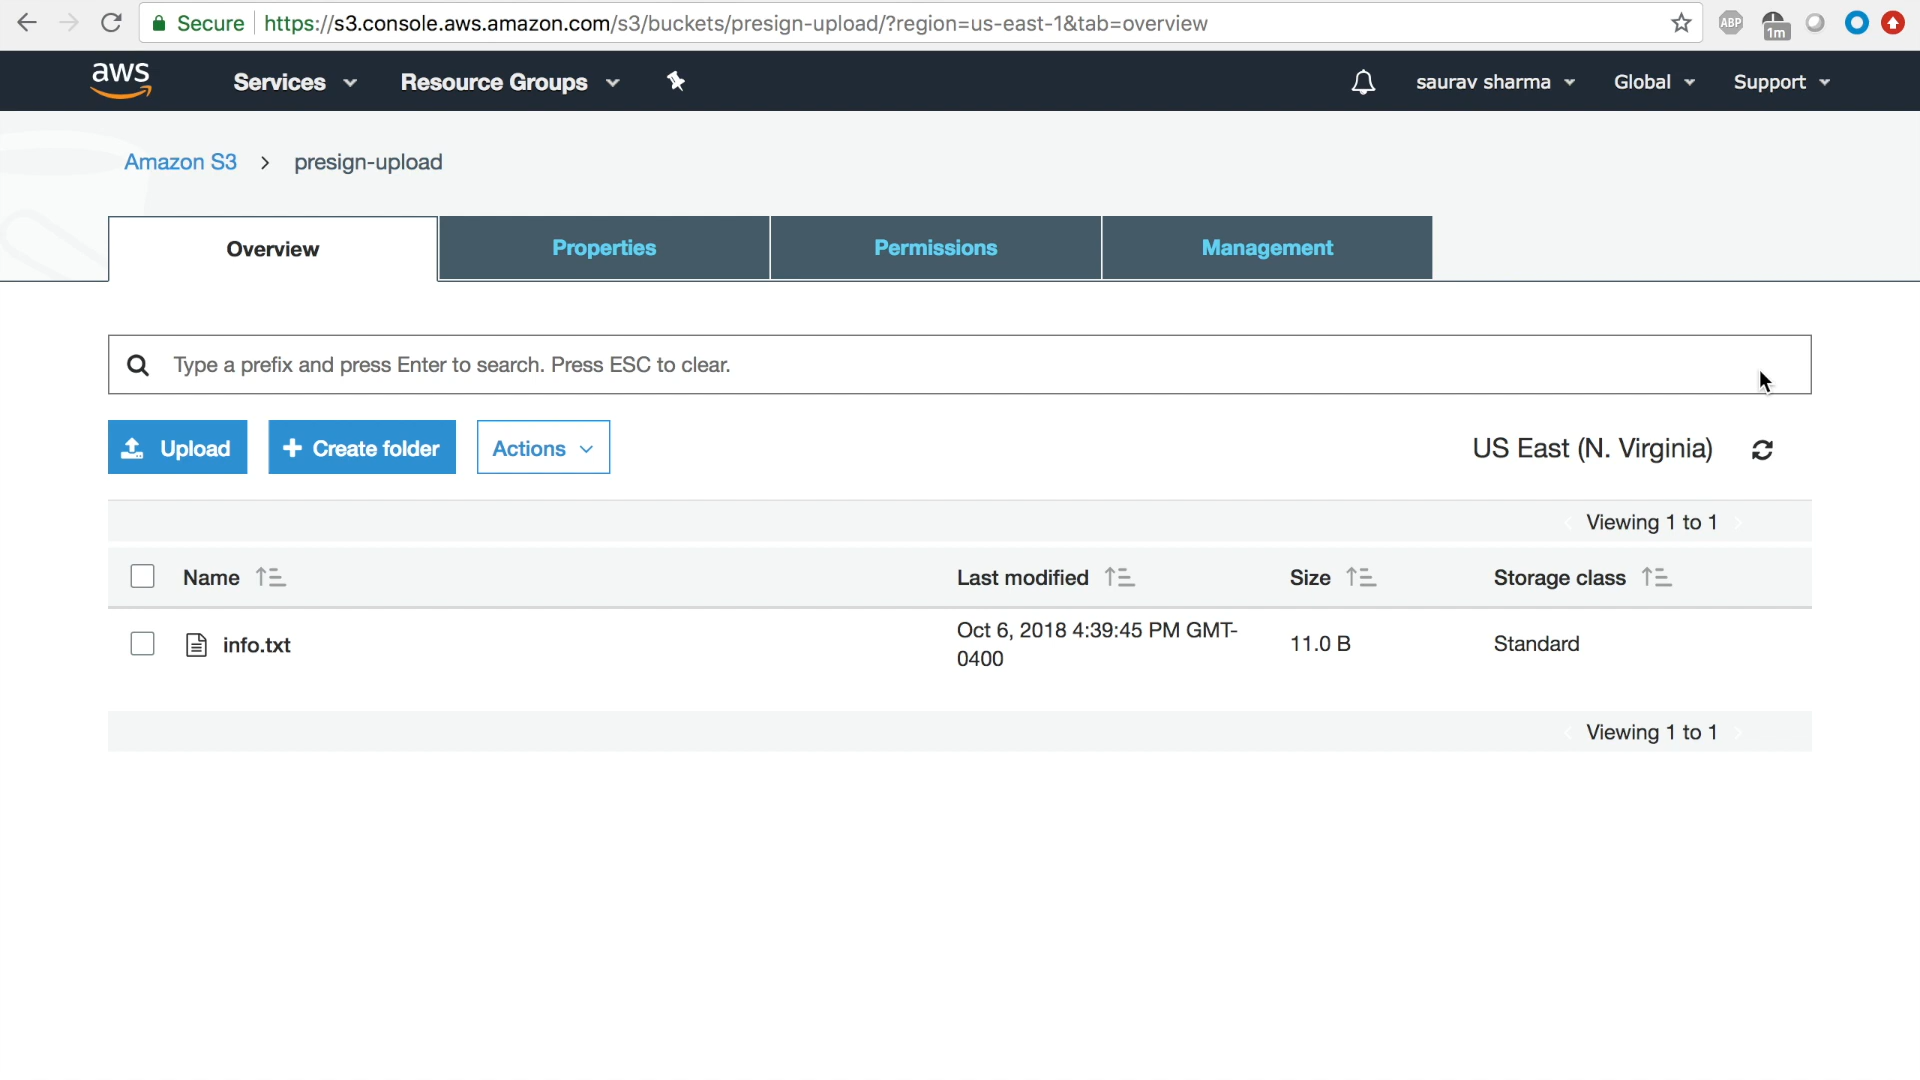 Secure https://s3.console.aws.amazon.com/s3/buckets/presign-upload/?region=us-east-1&tab=overview ABP 1m
aws Services Resource Groups saurav sharma Global Support
Amazon S3 > presign-upload
Overview Properties Permissions Management
Type a prefix and press Enter to search. Press ESC to clear.
Upload + Create folder Actions US East (N. Virginia)
Viewing 1 to 1
Name Last modified Size Storage class
info.txt Oct 6, 2018 4:39:45 PM GMT- 11.0 B Standard
0400
Viewing 1 to 1